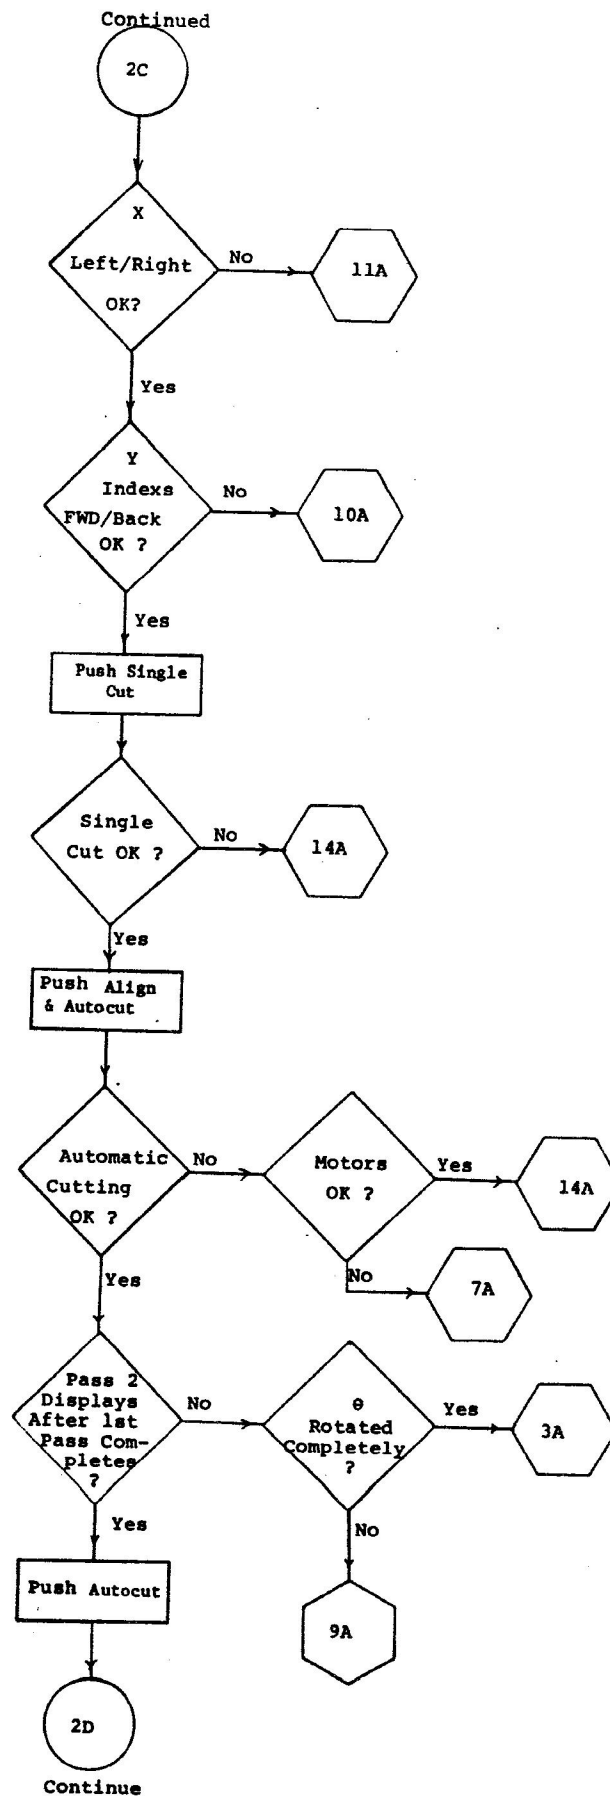 Continued
2C
X
Left/Right
OK?
No
11A
Yes
Y
Indexs
FWD/Back
OK ?
No
10A
Yes
Push Single
Cut
Single
Cut OK ?
No
14A
Yes
Push Align
& Autocut
Automatic
Cutting
OK ?
No
Motors
OK ?
Yes
14A
No
7A
Yes
Pass 2
Displays
After 1st
Pass Com-
pletes
?
No
θ
Rotated
Completely
?
Yes
3A
No
9A
Yes
Push Autocut
2D
Continue